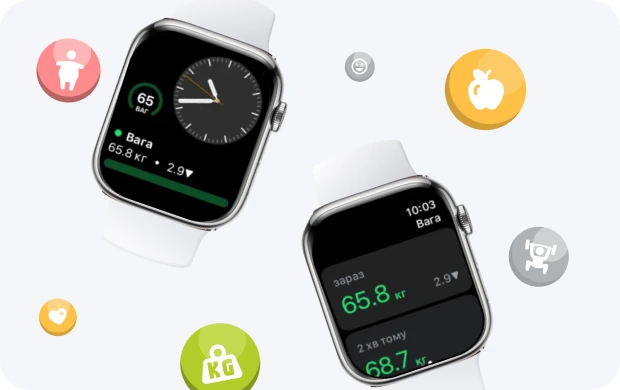 65
ВАГ
Вага
65.8 кг • 2.9▼
10:03
Вага
зараз
65.8 кг 2.9▼
2 хв тому
68.7 кг
KG